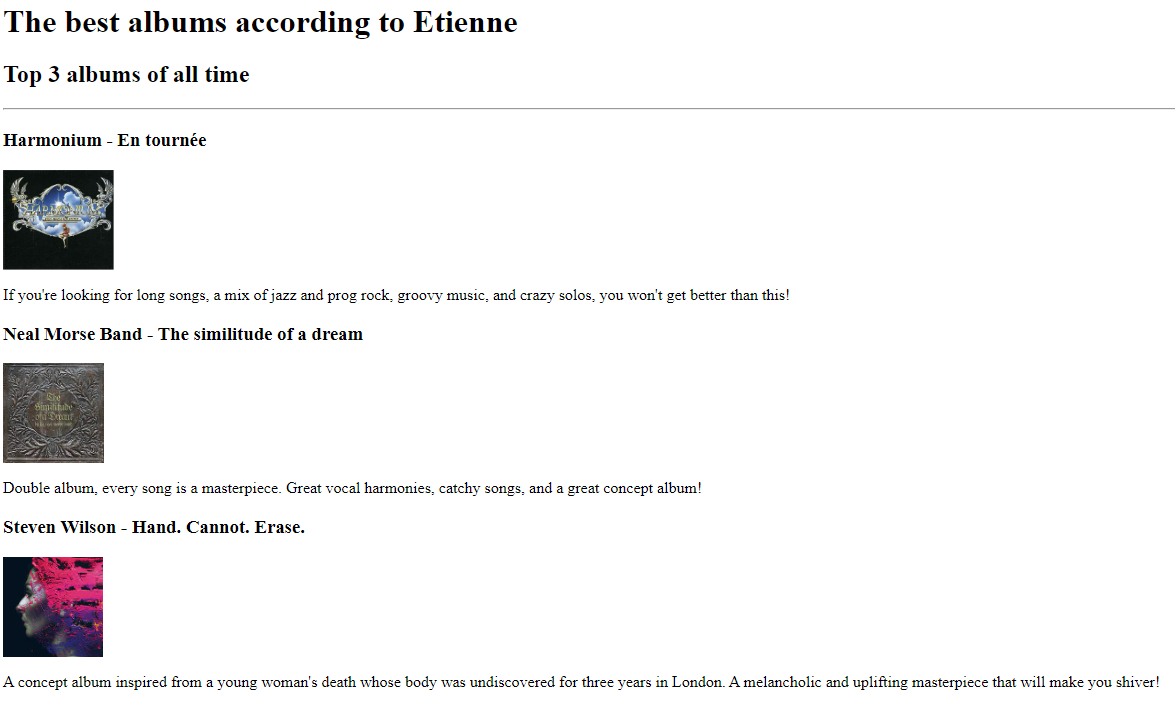 The best albums according to Etienne
Top 3 albums of all time
Harmonium - En tournée
If you're looking for long songs, a mix of jazz and prog rock, groovy music, and crazy solos, you won't get better than this!
Neal Morse Band - The similitude of a dream
The
Similitude
of a Dream
Double album, every song is a masterpiece. Great vocal harmonies, catchy songs, and a great concept album!
Steven Wilson - Hand. Cannot. Erase.
A concept album inspired from a young woman's death whose body was undiscovered for three years in London. A melancholic and uplifting masterpiece that will make you shiver!